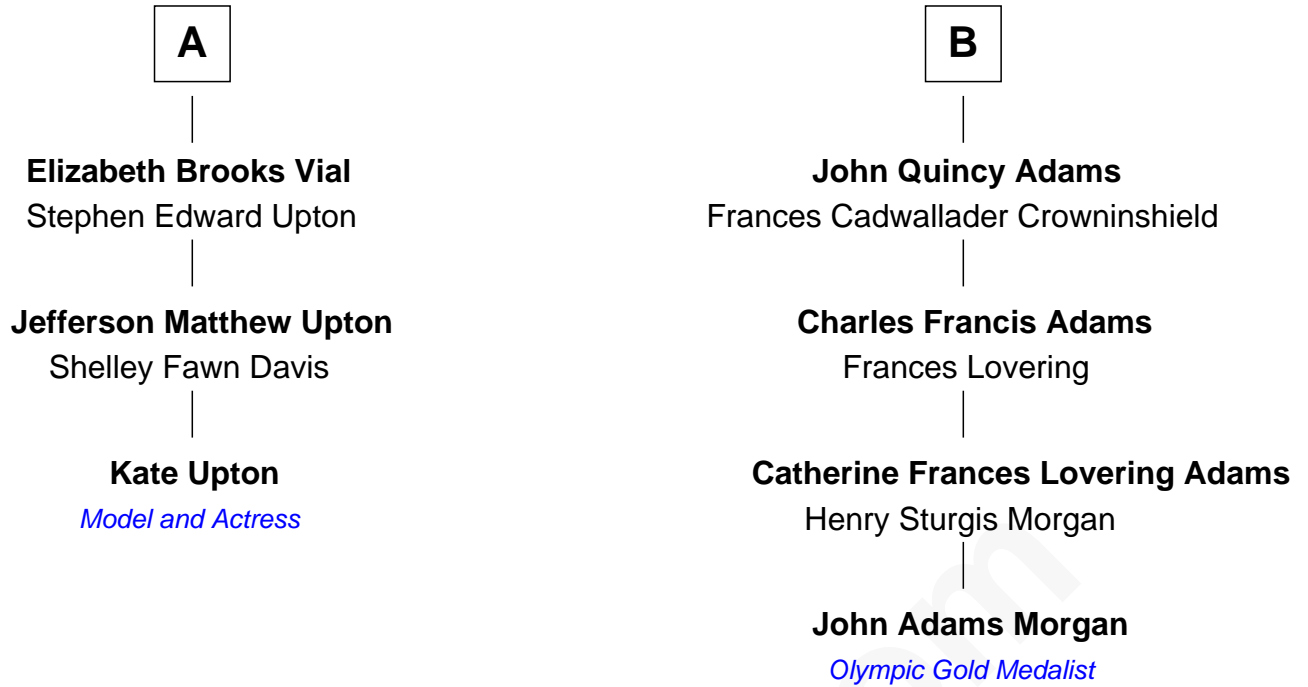 A
Elizabeth Brooks Vial
Stephen Edward Upton
Jefferson Matthew Upton
Shelley Fawn Davis
Kate Upton
Model and Actress
B
John Quincy Adams
Frances Cadwallader Crowninshield
Charles Francis Adams
Frances Lovering
Catherine Frances Lovering Adams
Henry Sturgis Morgan
John Adams Morgan
Olympic Gold Medalist